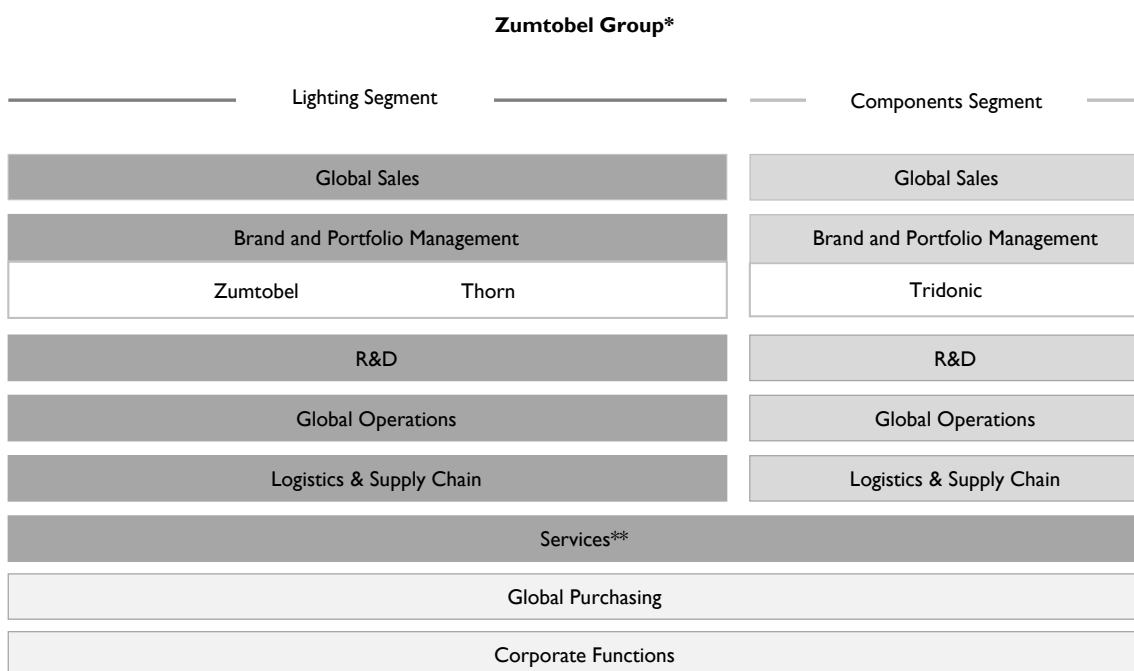 Zumtobel Group*
Lighting Segment
Components Segment
Global Sales
Global Sales
Brand and Portfolio Management
Brand and Portfolio Management
Zumtobel Thorn
Tridonic
R&D
R&D
Global Operations
Global Operations
Logistics & Supply Chain
Logistics & Supply Chain
Services**
Global Purchasing
Corporate Functions